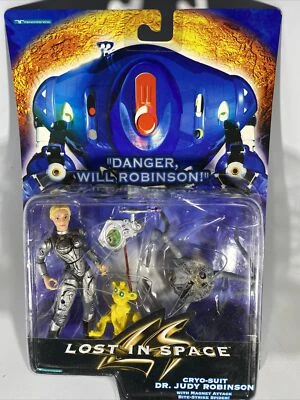 "DANGER,
WILL ROBINSON!"
LOST IN SPACE
CRYO-SUIT
DR. JUDY ROBINSON
WITH MAGNET ATTACK
BITE-STRIKE SPIDER!